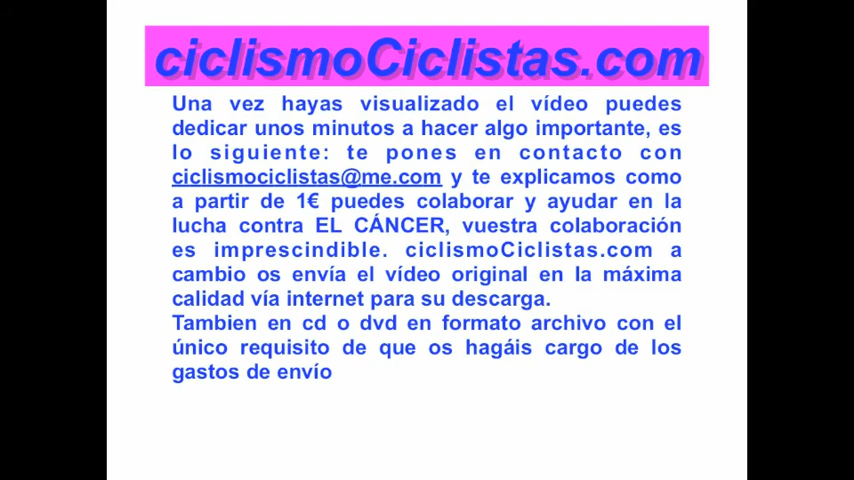 ciclismoCiclistas.com
Una vez hayas visualizado el vídeo puedes
dedicar unos minutos a hacer algo importante, es
lo siguiente: te pones en contacto con
ciclismociclistas@me.com y te explicamos como
a partir de 1€ puedes colaborar y ayudar en la
lucha contra EL CÁNCER, vuestra colaboración
es imprescindible. ciclismoCiclistas.com a
cambio os envía el vídeo original en la máxima
calidad vía internet para su descarga.
Tambien en cd o dvd en formato archivo con el
único requisito de que os hagáis cargo de los
gastos de envío